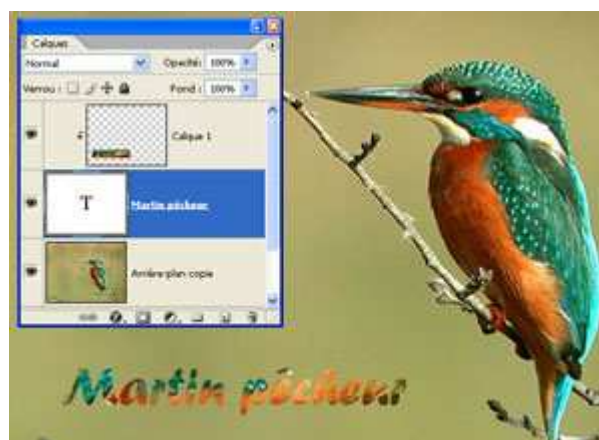 Calques
Normal Opacité: 100%
Verrou: Fond: 100%
Calque 1
T Martin pêcheur
Arrière-plan copie
Martin pêcheur